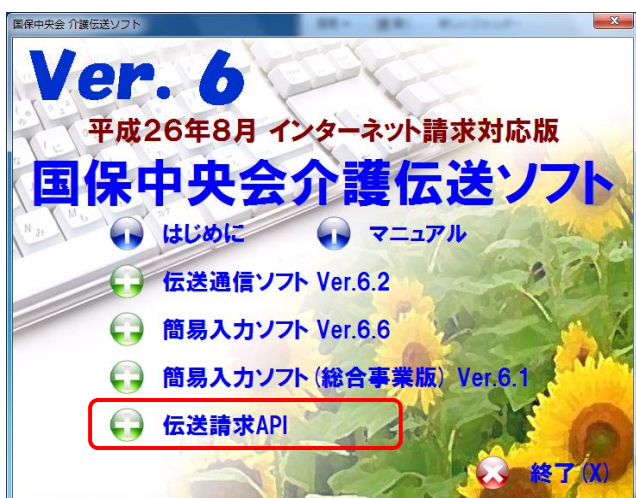 国保中央会 介護伝送ソフト
Ver. 6
平成26年8月 インターネット請求対応版
国保中央会介護伝送ソフト
はじめに
マニュアル
伝送通信ソフト Ver.6.2
簡易入力ソフト Ver.6.6
簡易入力ソフト(総合事業版) Ver.6.1
伝送請求API
終了(X)